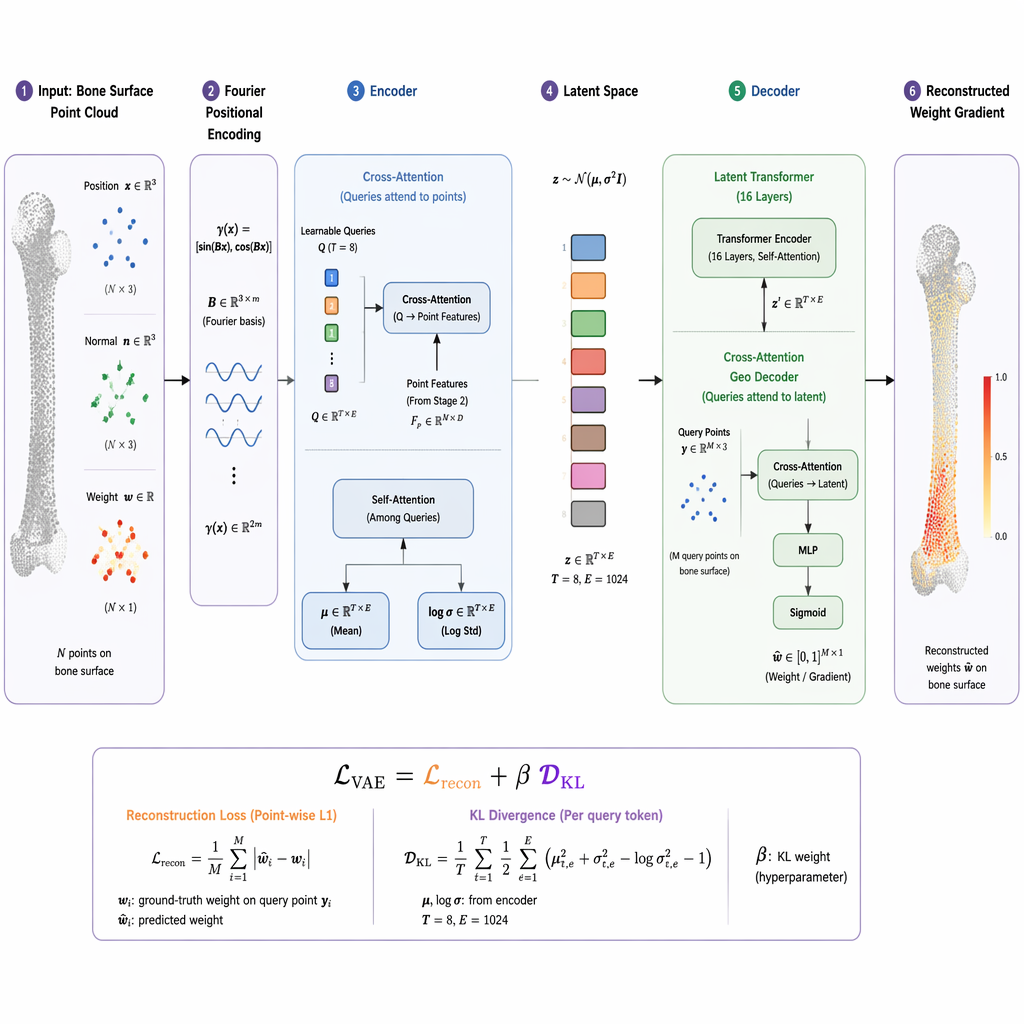 1 Input: Bone Surface
Point Cloud
Position x ∈ ℝ³
(N × 3)
Normal n ∈ ℝ³
(N × 3)
Weight w ∈ ℝ
(N × 1)
N points on
bone surface
2 Fourier
Positional
Encoding
γ(x) =
[sin(Bx), cos(Bx)]
B ∈ ℝ^{3×m}
(Fourier basis)
⋮
γ(x) ∈ ℝ^{2m}
3 Encoder
Cross-Attention
(Queries attend to points)
Learnable Queries
Q (T = 8)
1
2
1
⋮
8
Q ∈ ℝ^{T×E}
Cross-Attention
(Q → Point Features)
Point Features
(From Stage 2)
F_p ∈ ℝ^{N×D}
Self-Attention
(Among Queries)
μ ∈ ℝ^{T×E}
(Mean)
log σ ∈ ℝ^{T×E}
(Log Std)
4 Latent Space
z ∼ 𝒩(μ, σ²I)
1
2
3
4
5
6
8
z ∈ ℝ^{T×E}
T = 8, E = 1024
5 Decoder
Latent Transformer
(16 Layers)
Transformer Encoder
(16 Layers, Self-Attention)
z′ ∈ ℝ^{T×E}
Cross-Attention
Geo Decoder
(Queries attend to latent)
Query Points
y ∈ ℝ^{M×3}
(M query points on
bone surface)
Cross-Attention
(Queries → Latent)
MLP
Sigmoid
ŵ ∈ [0, 1]^{M×1}
(Weight / Gradient)
6 Reconstructed
Weight Gradient
1.0
0.5
0.0
Reconstructed
weights ŵ on
bone surface
ℒ_VAE = ℒ_recon + β 𝒟_KL
Reconstruction Loss (Point-wise L1)
ℒ_recon = 1/M ∑_{i=1}^{M} |ŵ_i − w_i|
w_i: ground-truth weight on query point y_i
ŵ_i: predicted weight
KL Divergence (Per query token)
𝒟_KL = 1/T ∑_{t=1}^{T} 1/2 ∑_{e=1}^{E} (μ²_{t,e} + σ²_{t,e} − log σ²_{t,e} − 1)
μ, log σ: from encoder
T = 8, E = 1024
β: KL weight
(hyperparameter)